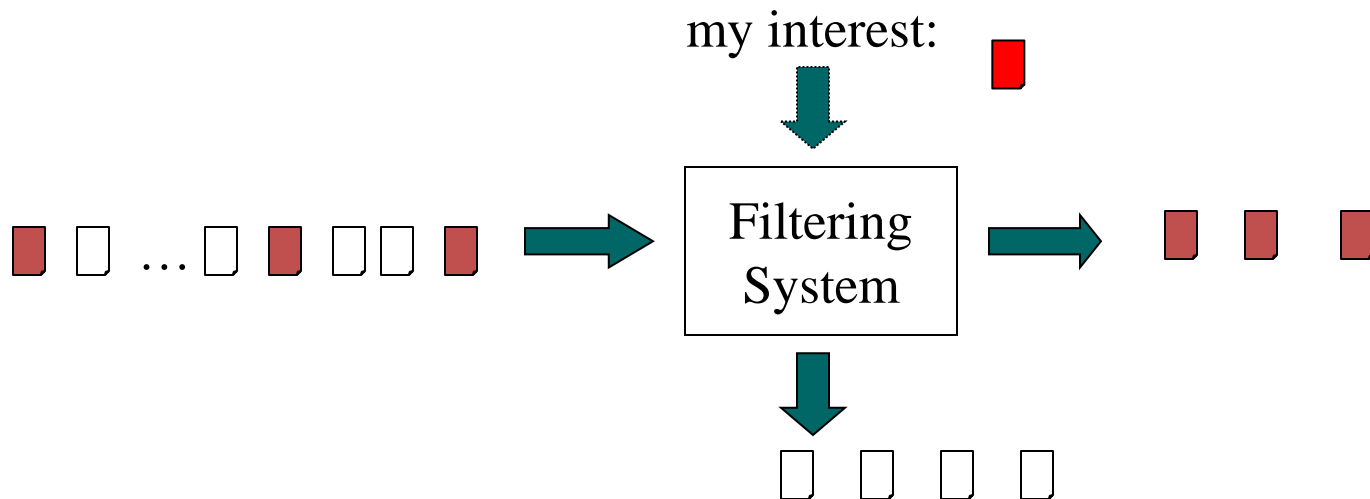 my interest:
Filtering
System
…